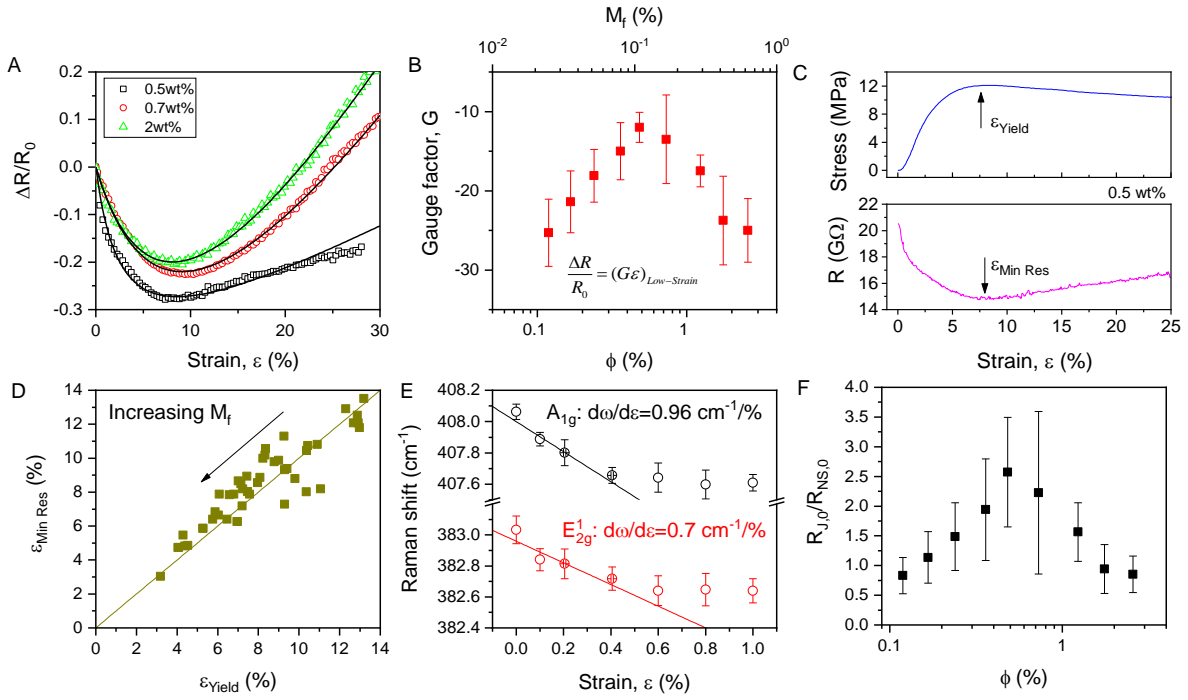 A
0.2
0.1
0.0
-0.1
-0.2
-0.3
ΔR/R0
0.5wt%
0.7wt%
2wt%
0 10 20 30
Strain, ε (%)
B
Mf (%)
10-2 10-1 100
-10
-20
-30
Gauge factor, G
ΔR/R0 = (Gε)Low−Strain
0.1 1
ϕ (%)
C
12
8
4
0
Stress (MPa)
εYield
0.5 wt%
22
20
18
16
14
R (GΩ)
εMin Res
0 5 10 15 20 25
Strain, ε (%)
D
14
12
10
8
6
4
2
0
εMin Res (%)
Increasing Mf
0 2 4 6 8 10 12 14
εYield (%)
E
408.2
408.0
407.8
407.6
383.0
382.8
382.6
382.4
Raman shift (cm-1)
A1g: dω/dε=0.96 cm-1/%
E12g: dω/dε=0.7 cm-1/%
0.0 0.2 0.4 0.6 0.8 1.0
Strain, ε (%)
F
4.0
3.5
3.0
2.5
2.0
1.5
1.0
0.5
0.0
RJ,0/RNS,0
0.1 1
ϕ (%)